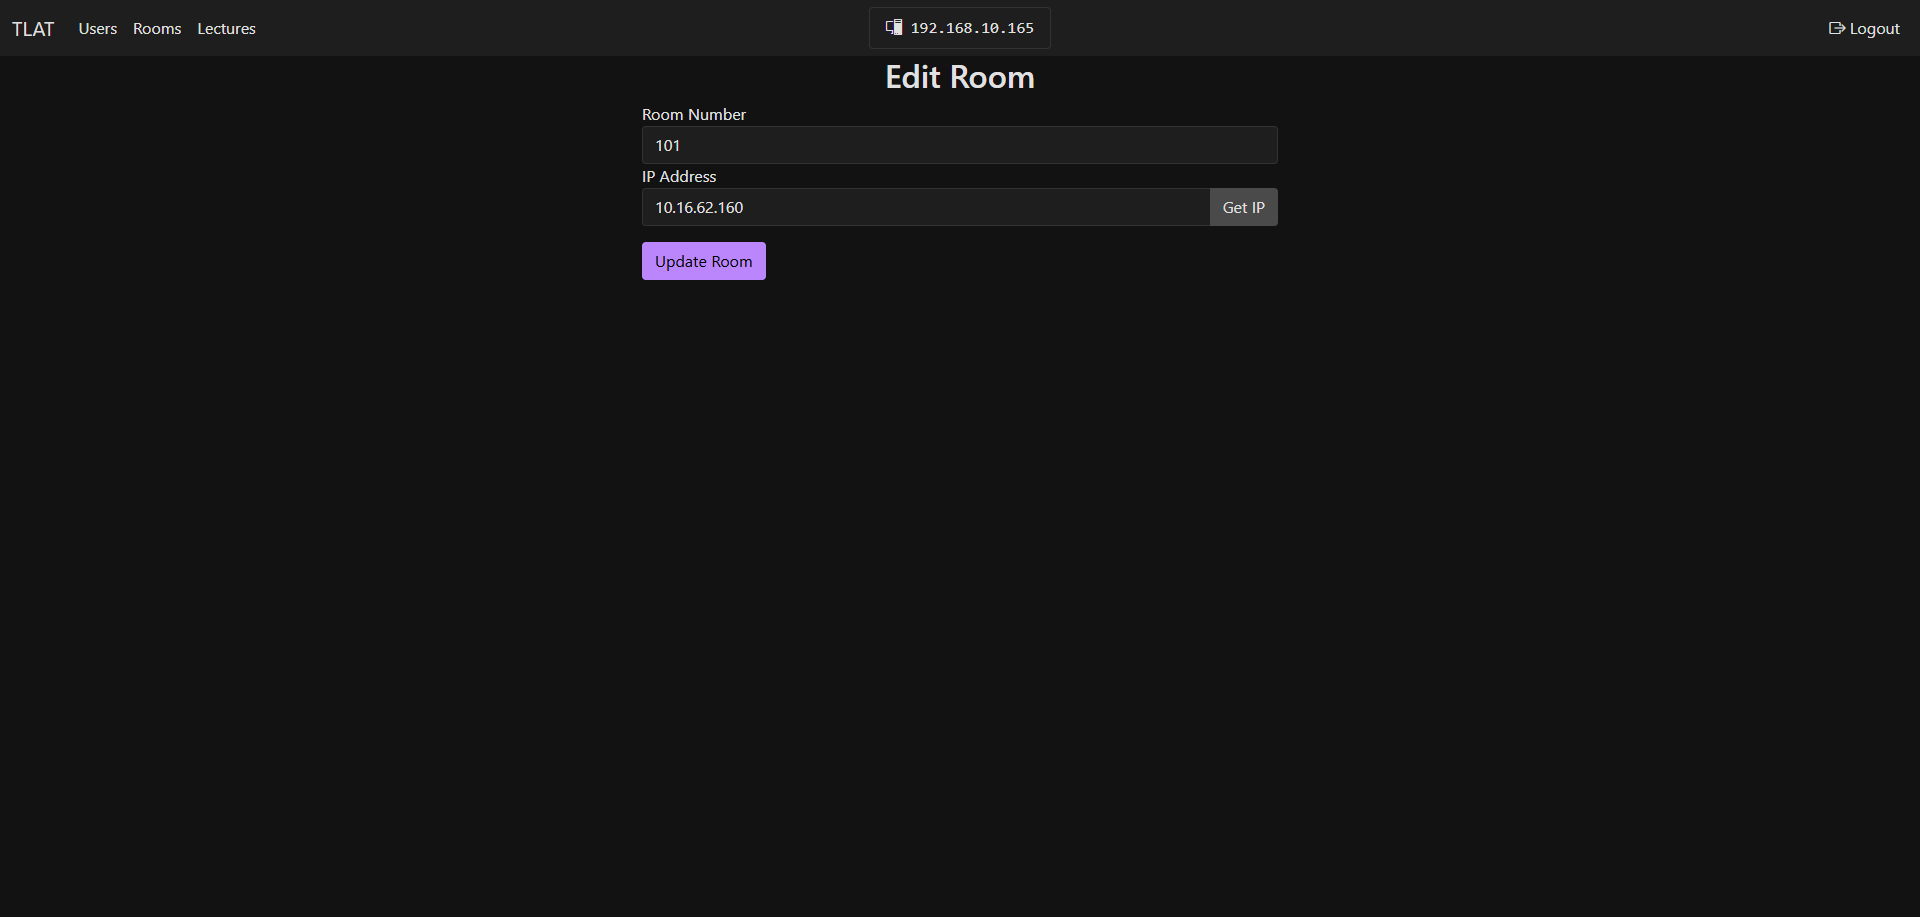 TLAT Users Rooms Lectures 192.168.10.165 Logout
Edit Room
Room Number
101
IP Address
10.16.62.160 Get IP
Update Room